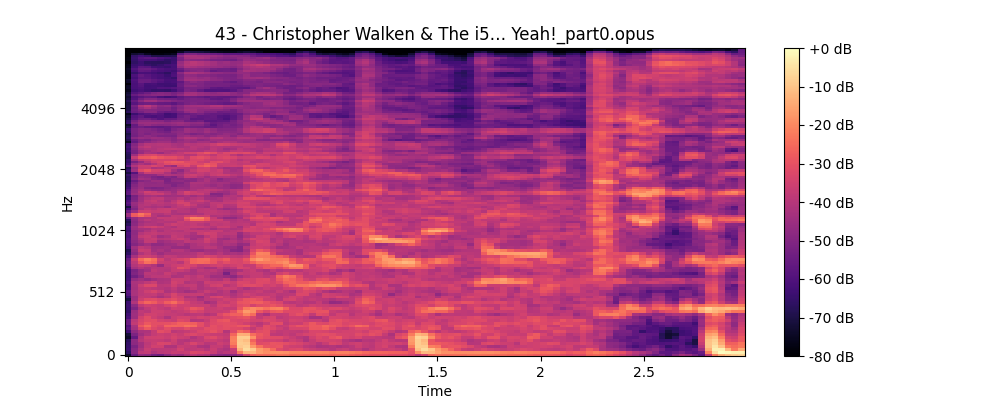 43 - Christopher Walken & The i5... Yeah!_part0.opus
Hz
4096
2048
1024
512
0
0
0.5
1
1.5
2
2.5
Time
+0 dB
-10 dB
-20 dB
-30 dB
-40 dB
-50 dB
-60 dB
-70 dB
-80 dB